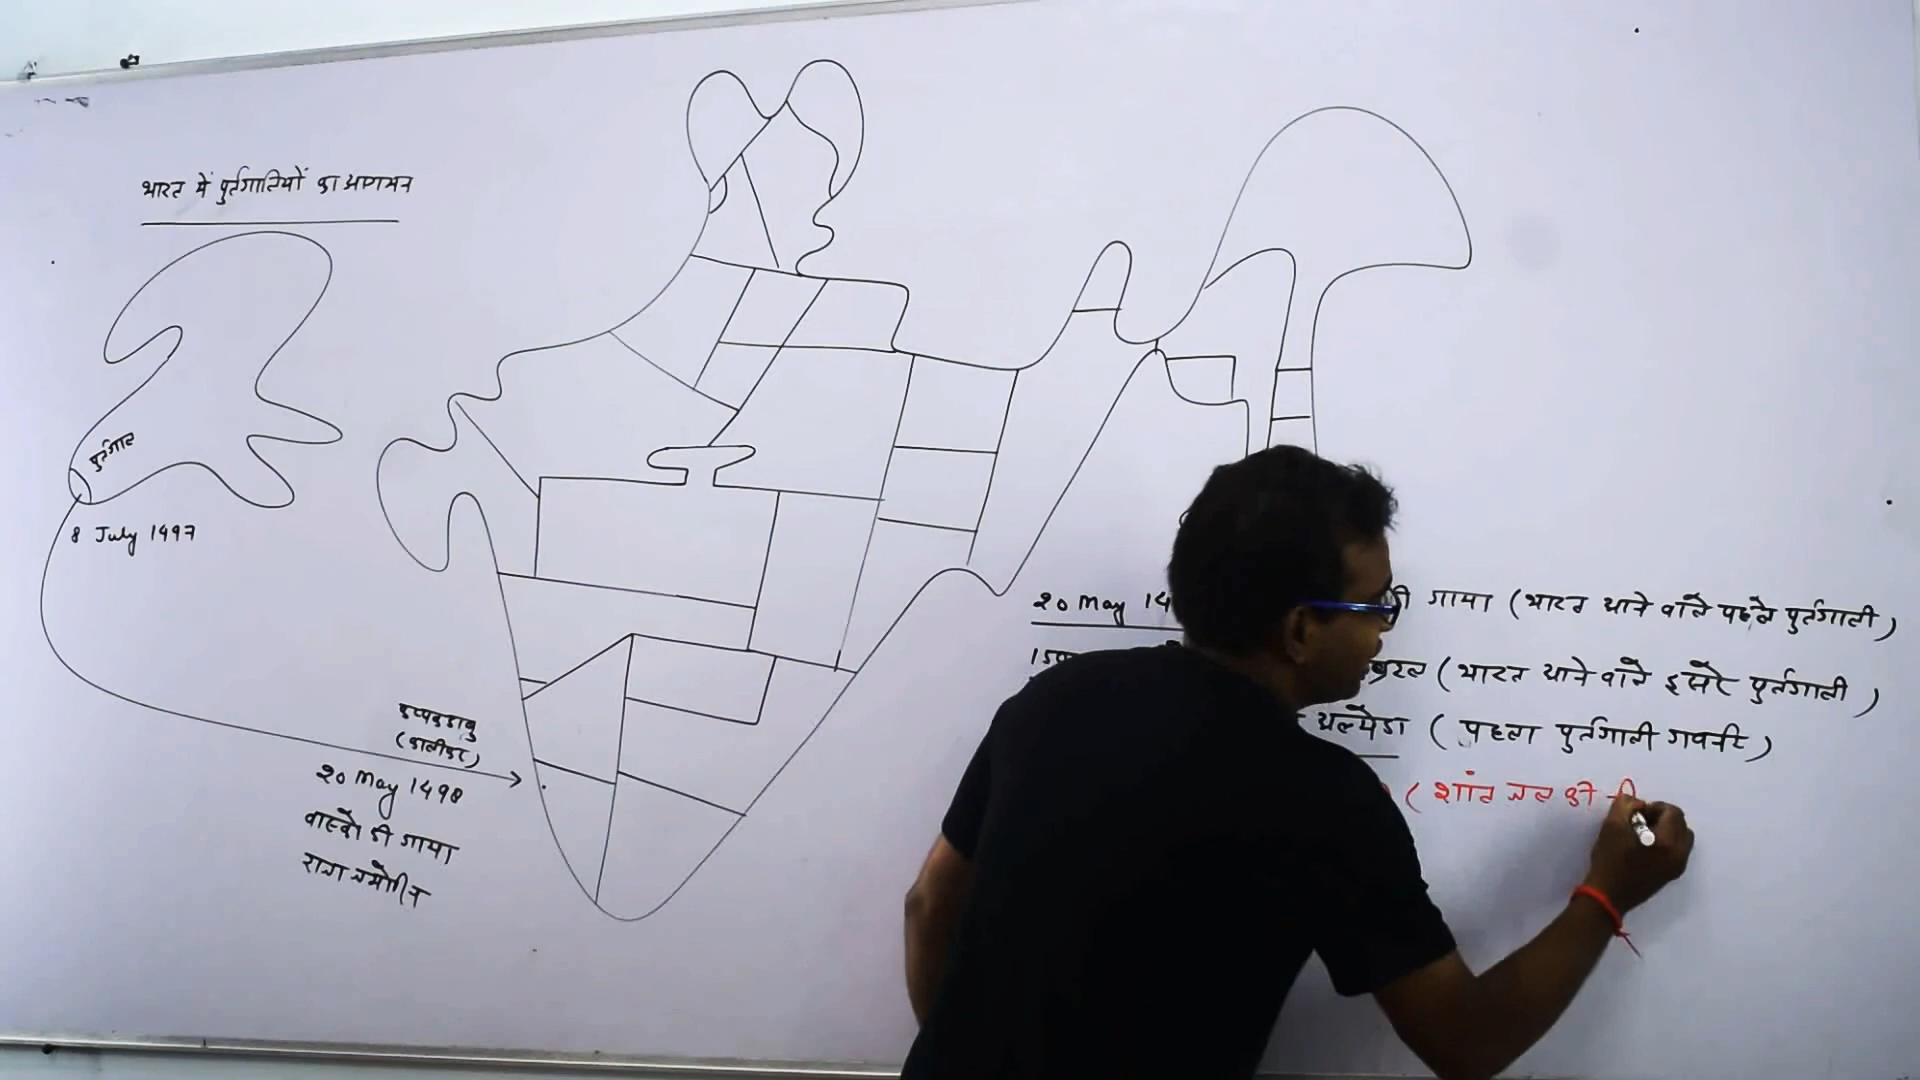 भारत में पुर्तगालियों का आगमन
पुर्तगाल
8 July 1497
कप्पकडाबु
(कालीकट)
20 May 1498
वास्को डी गामा
राजा जमोरिन
20 May 14 डी गामा (भारत आने वाले पहले पुर्तगाली)
ब्रल (भारत आने वाले दूसरे पुर्तगाली)
अल्मेडा (पहला पुर्तगाली गवर्नर)
(शांत जल की